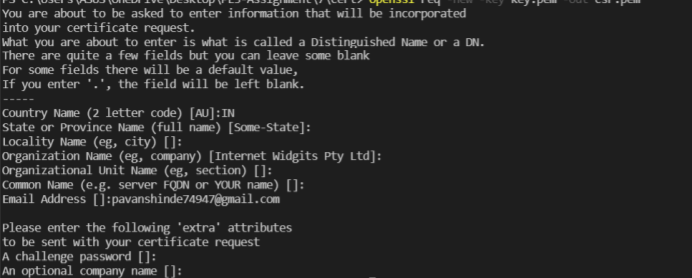 PS C:\Users\ASUS\OneDrive\Desktop\FES-Assignment\7\cert> openssl req -new -key key.pem -out csr.pem
You are about to be asked to enter information that will be incorporated
into your certificate request.
What you are about to enter is what is called a Distinguished Name or a DN.
There are quite a few fields but you can leave some blank
For some fields there will be a default value,
If you enter '.', the field will be left blank.
-----
Country Name (2 letter code) [AU]:IN
State or Province Name (full name) [Some-State]:
Locality Name (eg, city) []:
Organization Name (eg, company) [Internet Widgits Pty Ltd]:
Organizational Unit Name (eg, section) []:
Common Name (e.g. server FQDN or YOUR name) []:
Email Address []:pavanshinde74947@gmail.com

Please enter the following 'extra' attributes
to be sent with your certificate request
A challenge password []:
An optional company name []: